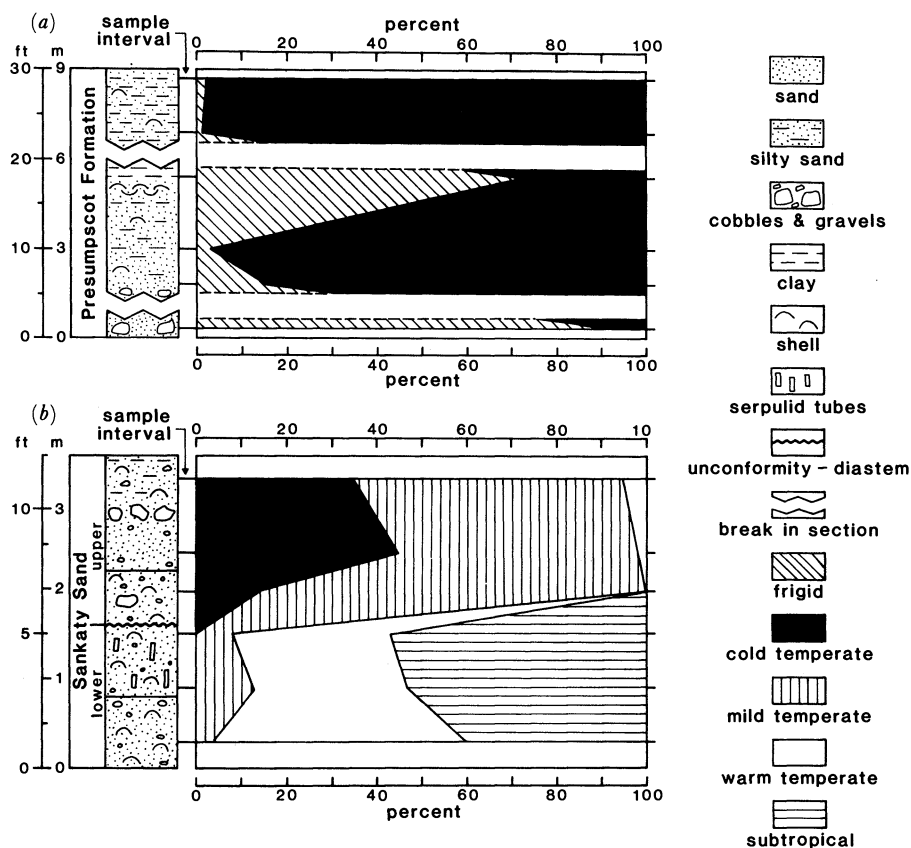 (a)
sample
interval
percent
0 20 40 60 80 100
ft m
30 9
20 6
10 3
0 0
Presumpscot Formation
0 20 40 60 80 100
percent
(b)
sample
interval
percent
0 20 40 60 80 10
ft m
10 3
2
5
1
0 0
Sankaty Sand
upper
lower
0 20 40 60 80 100
percent
sand
silty sand
cobbles & gravels
clay
shell
serpulid tubes
unconformity - diastem
break in section
frigid
cold temperate
mild temperate
warm temperate
subtropical